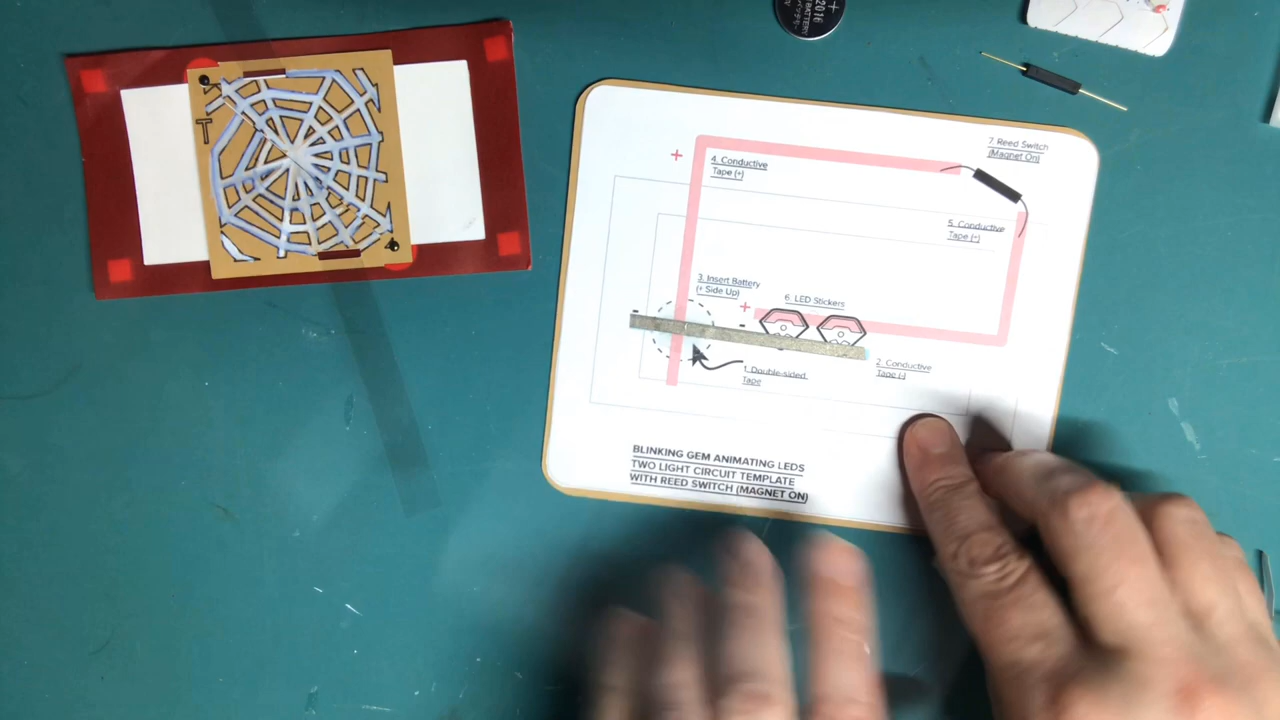 2016
BATTERY
+
T
7. Reed Switch
(Magnet On)
+
4. Conductive
Tape (+)
5. Conductive
Tape (+)
3. Insert Battery
(+ Side Up)
+
6. LED Stickers
-
-
2. Conductive
Tape (-)
1. Double-sided
Tape
BLINKING GEM ANIMATING LEDS
TWO LIGHT CIRCUIT TEMPLATE
WITH REED SWITCH (MAGNET ON)